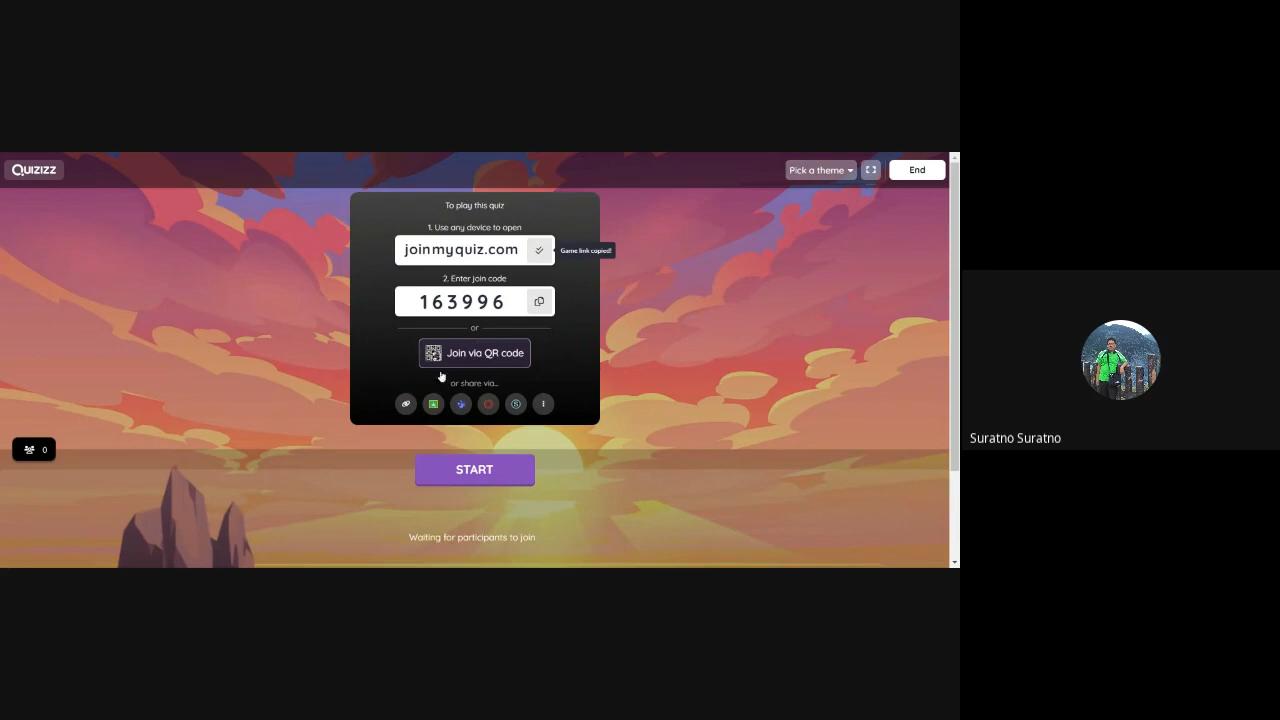 QUIZIZZ
Pick a theme
End
To play this quiz
1. Use any device to open
joinmyquiz.com
Game link copied!
2. Enter join code
163996
or
Join via QR code
or share via...
0
START
Waiting for participants to join
Suratno Suratno